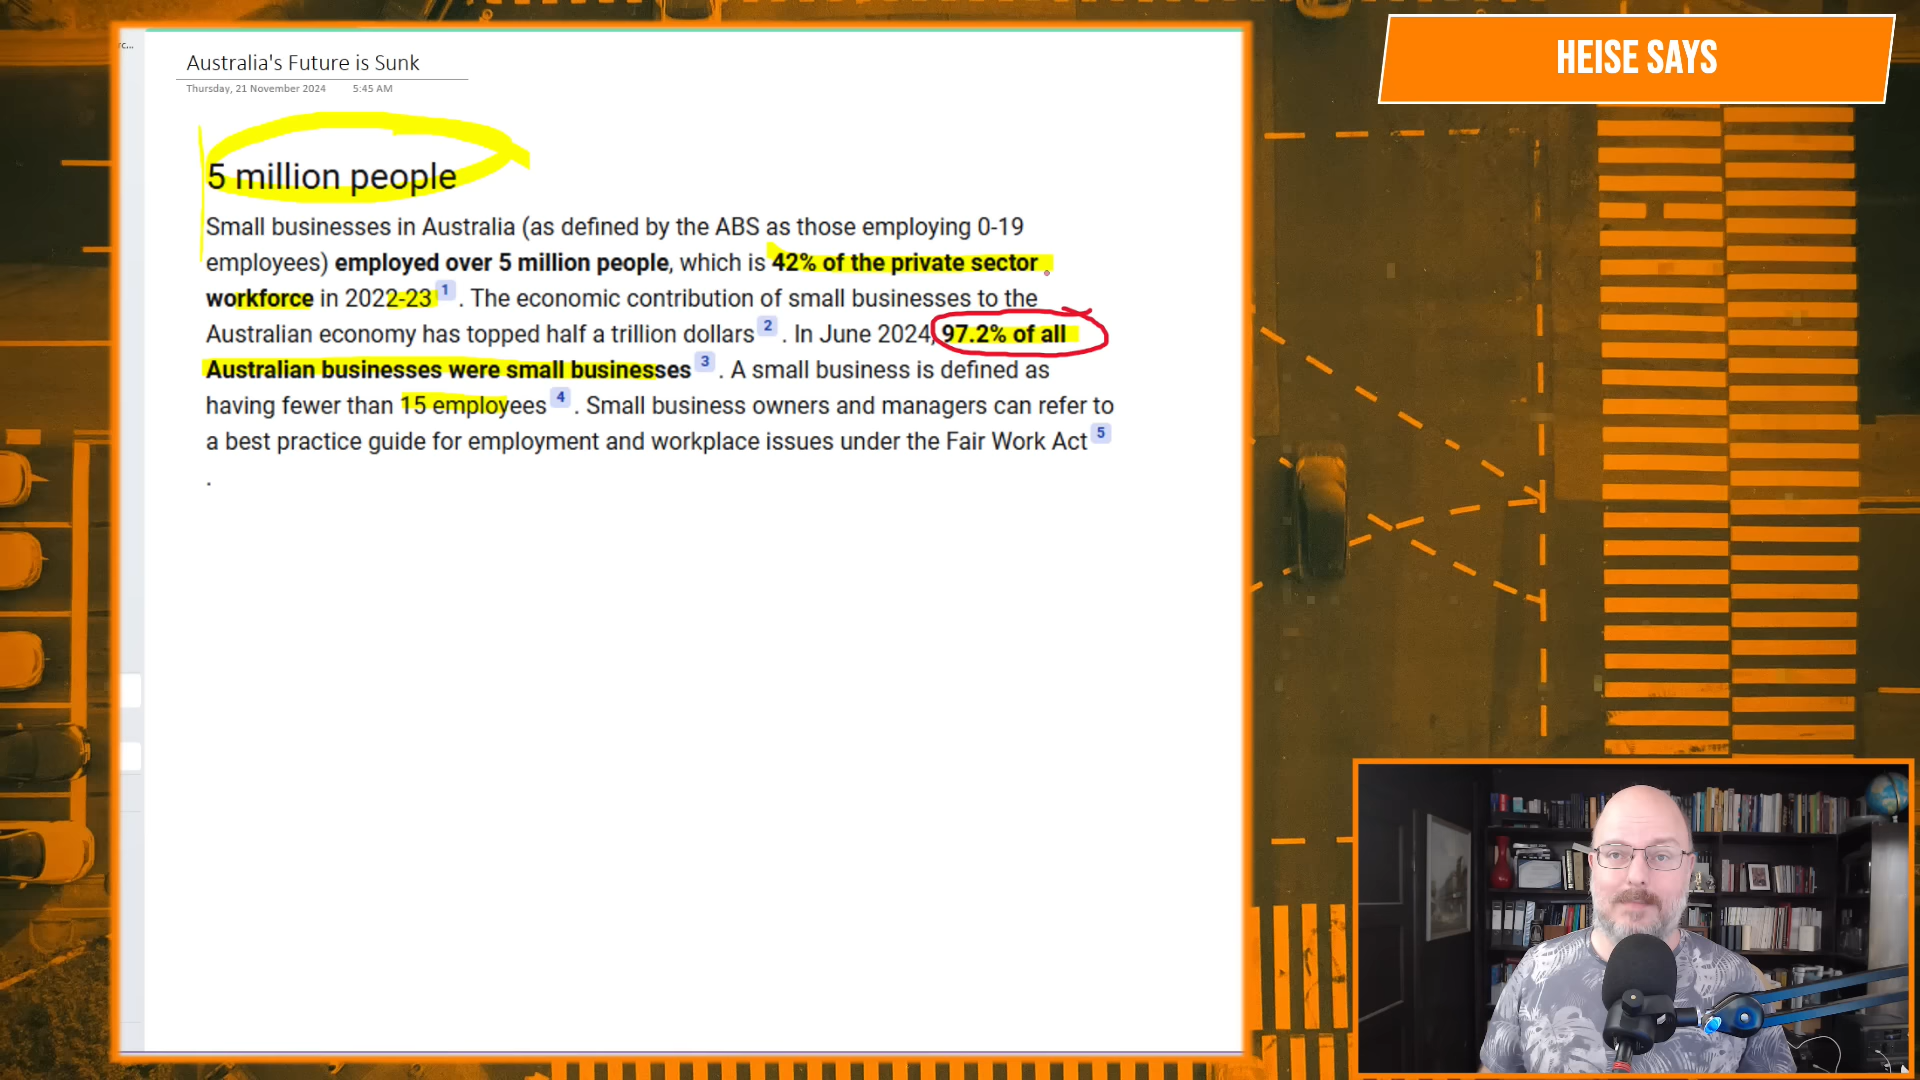 rc...
HEISE SAYS
Australia's Future is Sunk
Thursday, 21 November 2024 5:45 AM
5 million people
Small businesses in Australia (as defined by the ABS as those employing 0-19
employees) employed over 5 million people, which is 42% of the private sector
workforce in 2022-23 1 . The economic contribution of small businesses to the
Australian economy has topped half a trillion dollars 2 . In June 2024, 97.2% of all
Australian businesses were small businesses 3 . A small business is defined as
having fewer than 15 employees 4 . Small business owners and managers can refer to
a best practice guide for employment and workplace issues under the Fair Work Act 5
.